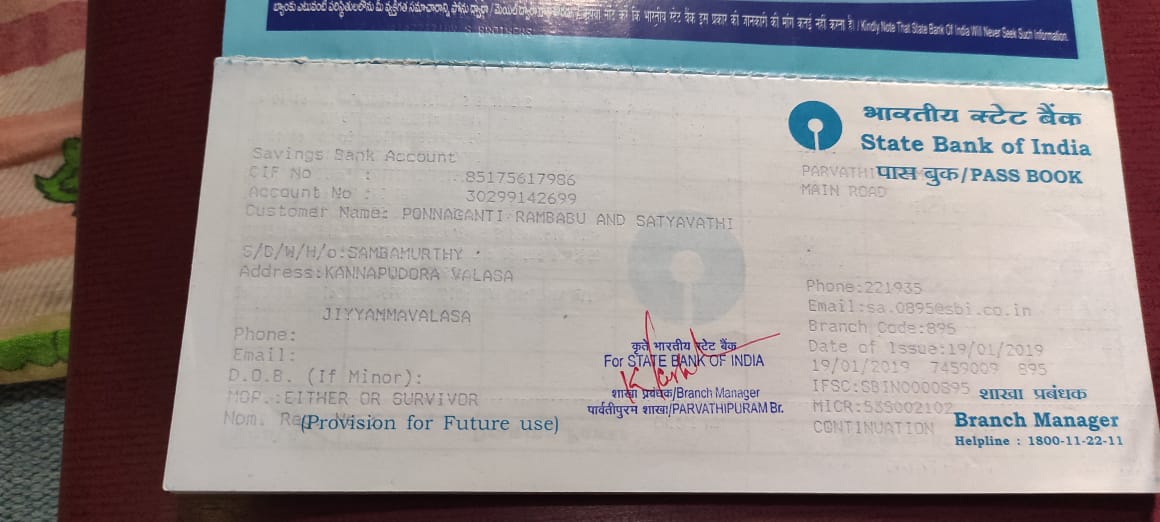 బ్యాంకు ఎటువంటి పరిస్థితులలోను మీ వ్యక్తిగత సమాచారాన్ని ఫోను ద్వారా / మెయిల్ ద్వారా
नोट करें कि भारतीय स्टेट बैंक इस प्रकार की जानकारी की मांग कतई नहीं करता है। / Kindly Note That State Bank Of India Will Never Seek Such Information.
भारतीय स्टेट बैंक
State Bank of India
पास बुक/PASS BOOK
PARVATHI
MAIN ROAD
Savings Bank Account
CIF No : 85175617986
Account No : 30299142699
Customer Name: PONNAGANTI RAMBABU AND SATYAVATHI
S/D/W/H/o:SAMBAMURTHY
Address:KANNAPUDORA VALASA
JIYYAMMAVALASA
Phone:
Email:
D.O.B. (If Minor):
MOP.:EITHER OR SURVIVOR
Nom. Re
(Provision for Future use)
कृते भारतीय स्टेट बैंक
For STATE BANK OF INDIA
शाखा प्रबंधक/Branch Manager
पार्वतीपुरम शाखा/PARVATHIPURAM Br.
Phone:221935
Email:sa.0895@sbi.co.in
Branch Code:895
Date of Issue:19/01/2019
19/01/2019 7459009 895
IFSC:SBIN0000895
MICR:535002102
CONTINUATION
शाखा प्रबंधक
Branch Manager
Helpline : 1800-11-22-11